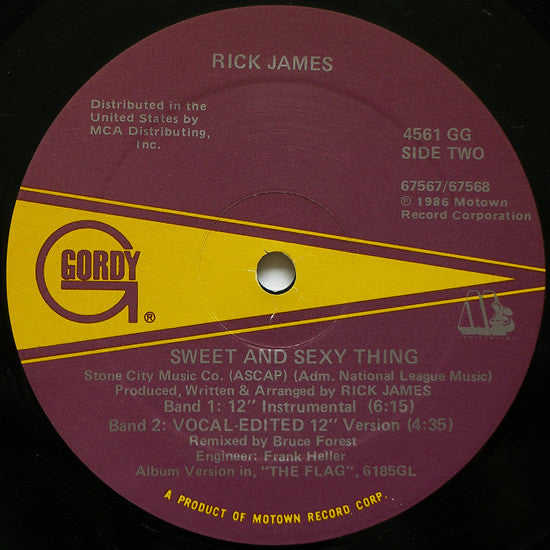 RICK JAMES
Distributed in the
United States by
MCA Distributing,
Inc.
4561 GG
SIDE TWO
67567/67568
℗ 1986 Motown
Record Corporation
GORDY
®
SWEET AND SEXY THING
Stone City Music Co. (ASCAP) (Adm. National League Music)
Produced, Written & Arranged by RICK JAMES
Band 1: 12" Instrumental (6:15)
Band 2: VOCAL-EDITED 12" Version (4:35)
Remixed by Bruce Forest
Engineer: Frank Heller
Album Version in, "THE FLAG", 6185GL
A PRODUCT OF MOTOWN RECORD CORP.